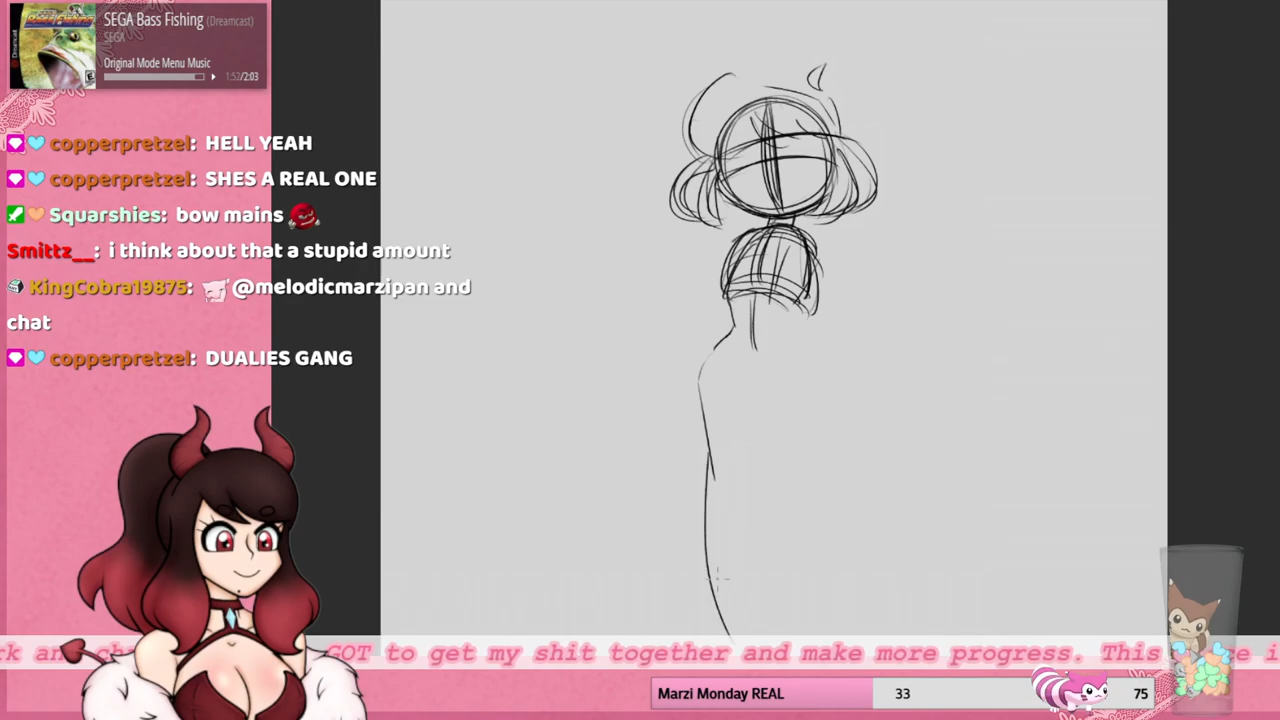 SEGA Bass Fishing (Dreamcast)
SEGA
Original Mode Menu Music
1:52/2:03
copperpretzel: HELL YEAH
copperpretzel: SHES A REAL ONE
Squarshies: bow mains
Smittz__: i think about that a stupid amount
KingCobra19875: @melodicmarzipan and
chat
copperpretzel: DUALIES GANG
GOT to get my shit together and make more progress. This
Marzi Monday REAL 33 75